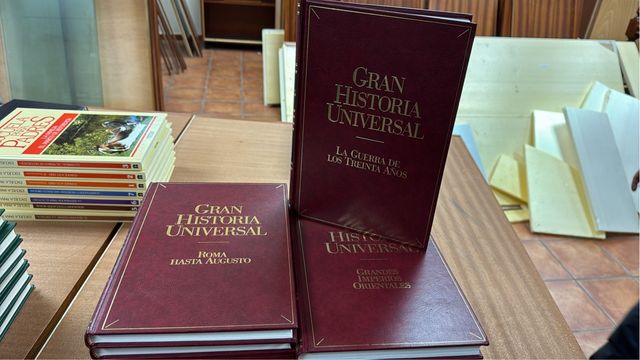 GRAN
HISTORIA
UNIVERSAL
LA GUERRA DE
LOS TREINTA AÑOS
GRAN
HISTORIA
UNIVERSAL
ROMA
HASTA AUGUSTO
HISTORIA
UNIVERSAL
GRANDES
IMPERIOS
ORIENTALES
PADRES